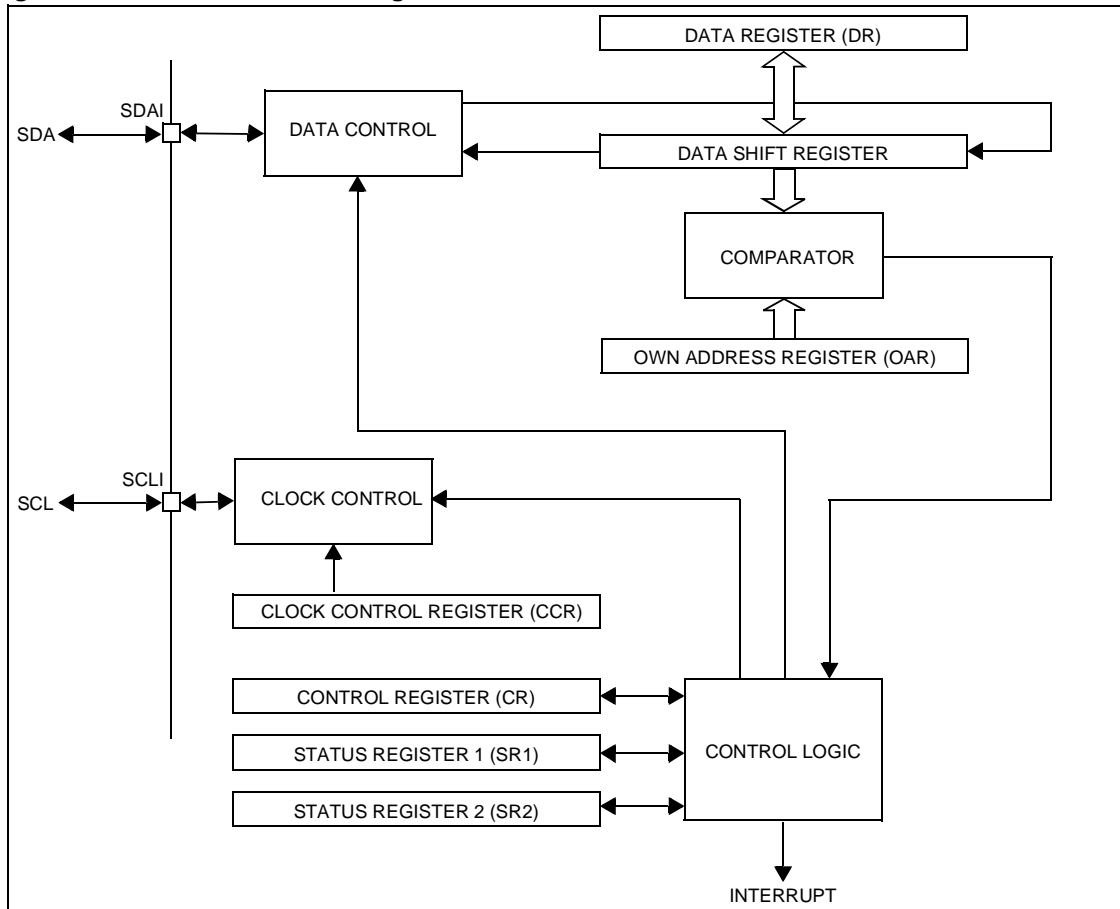 DATA REGISTER (DR)
SDAI
SDA
DATA CONTROL
DATA SHIFT REGISTER
COMPARATOR
OWN ADDRESS REGISTER (OAR)
SCLI
SCL
CLOCK CONTROL
CLOCK CONTROL REGISTER (CCR)
CONTROL REGISTER (CR)
STATUS REGISTER 1 (SR1)
CONTROL LOGIC
STATUS REGISTER 2 (SR2)
INTERRUPT